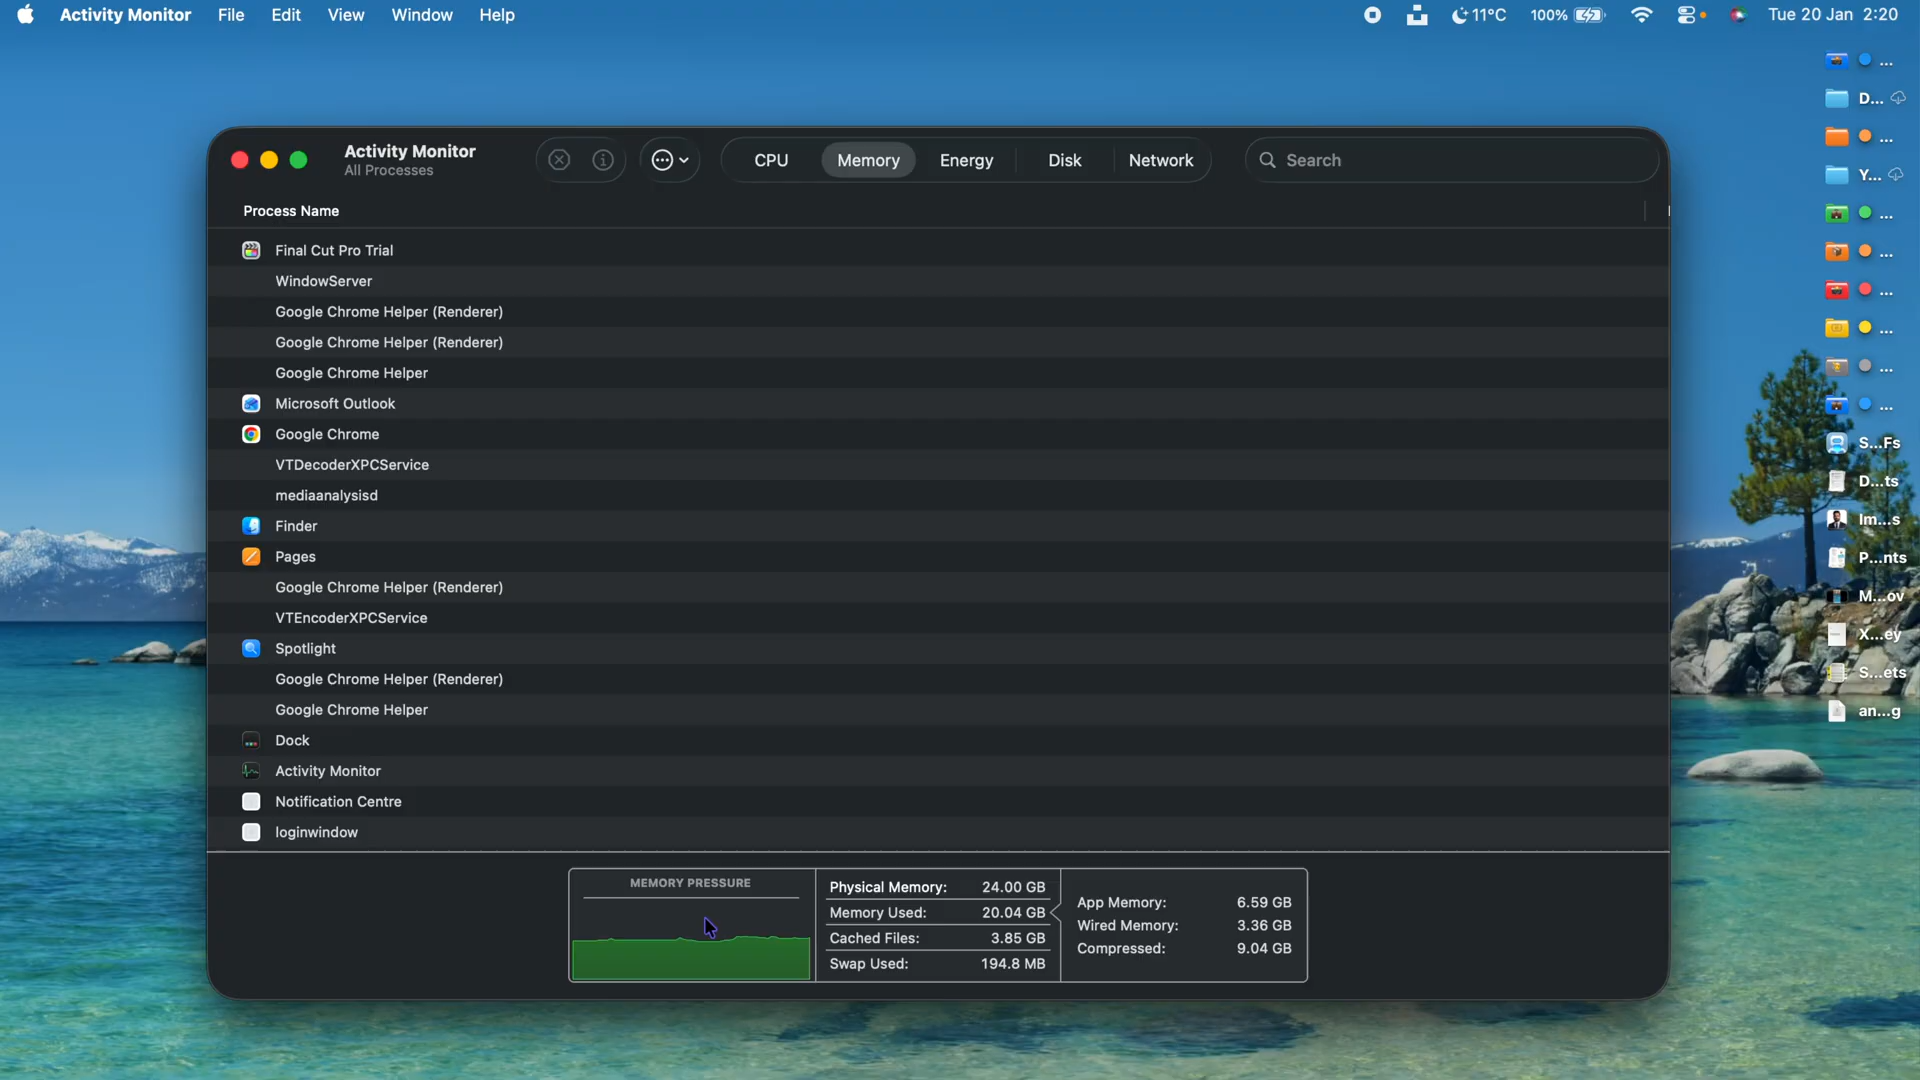 Activity Monitor File Edit View Window Help 11°C 100% Tue 20 Jan 2:20
Activity Monitor
All Processes
CPU Memory Energy Disk Network Search
Process Name
Final Cut Pro Trial
WindowServer
Google Chrome Helper (Renderer)
Google Chrome Helper (Renderer)
Google Chrome Helper
Microsoft Outlook
Google Chrome
VTDecoderXPCService
mediaanalysisd
Finder
Pages
Google Chrome Helper (Renderer)
VTEncoderXPCService
Spotlight
Google Chrome Helper (Renderer)
Google Chrome Helper
Dock
Activity Monitor
Notification Centre
loginwindow
MEMORY PRESSURE
Physical Memory: 24.00 GB
Memory Used: 20.04 GB
Cached Files: 3.85 GB
Swap Used: 194.8 MB
App Memory: 6.59 GB
Wired Memory: 3.36 GB
Compressed: 9.04 GB
...
D...
...
Y...
...
...
...
...
...
...
S...Fs
D...ts
Im...s
P...nts
M...ov
X...ey
S...ets
an...g